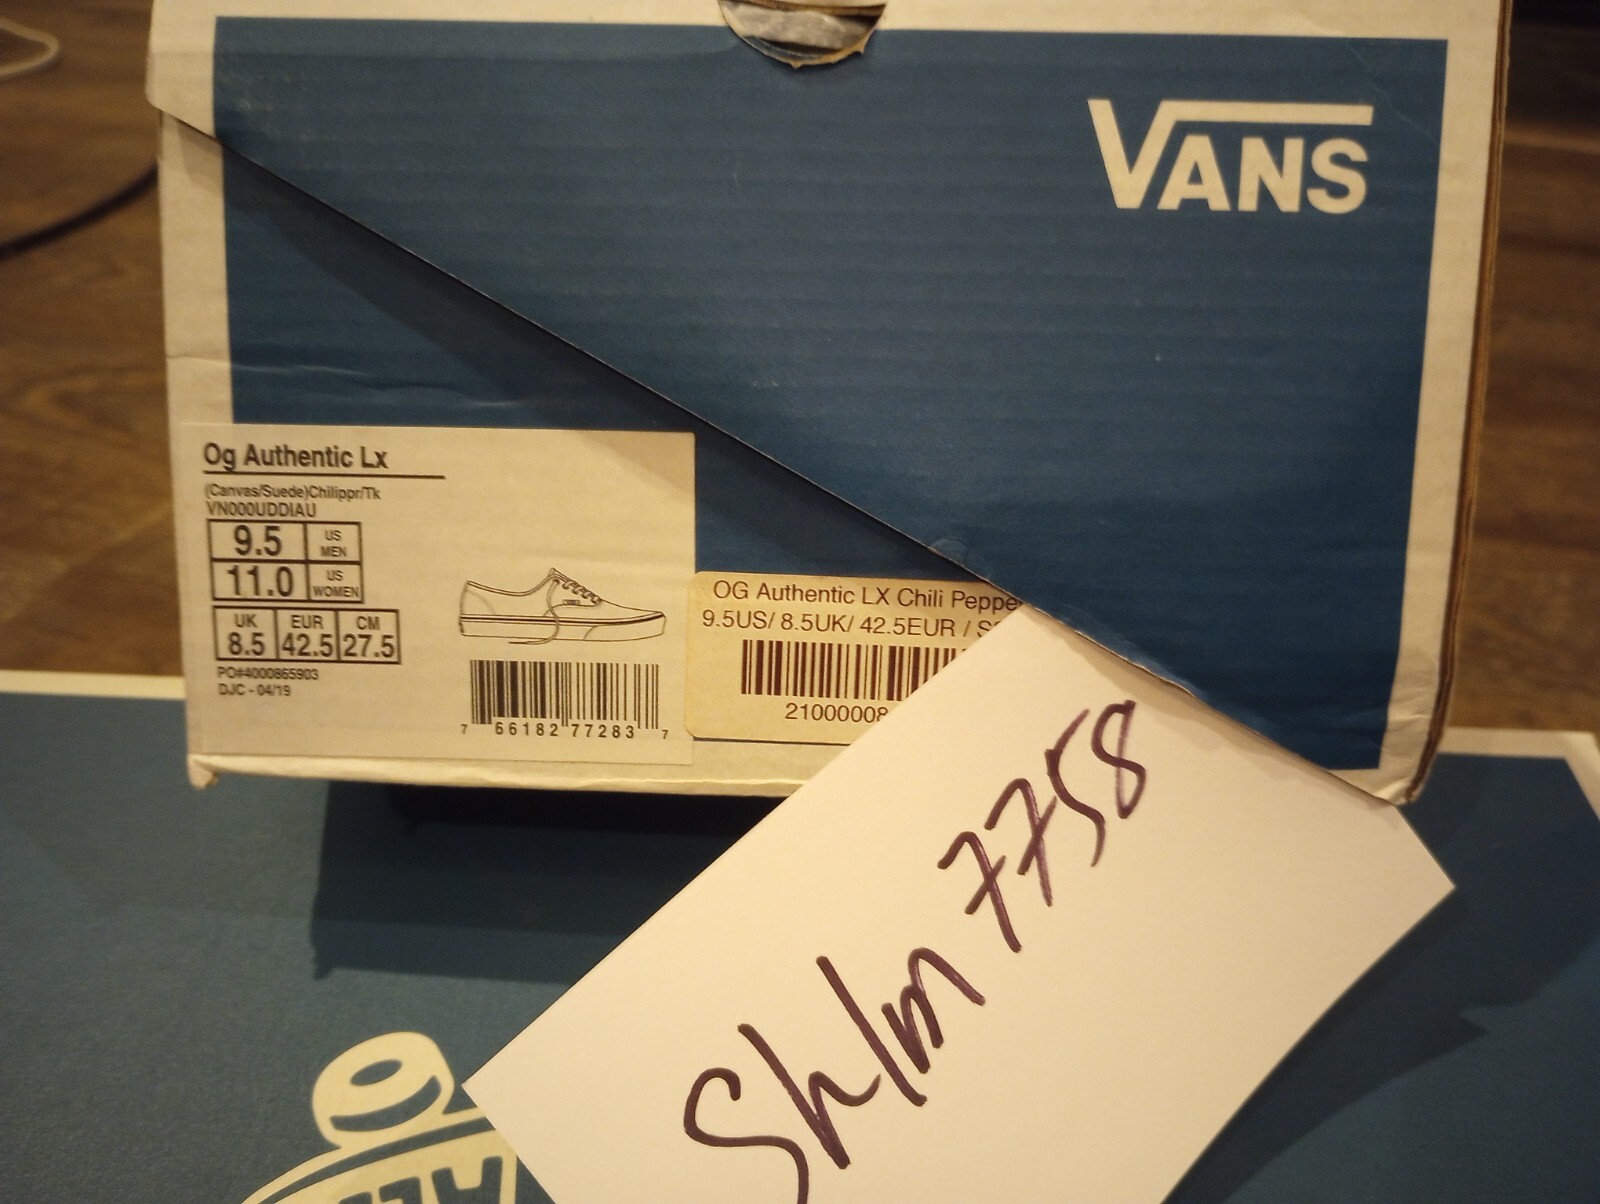 VANS
Og Authentic Lx
(Canvas/Suede)Chilippr/Tk
VN000UDDIAU
9.5 US MEN
11.0 US WOMEN
UK EUR CM
8.5 42.5 27.5
PO#4000865903
DJC - 04/19
7 66182 77283 7
OG Authentic LX Chili Peppe
9.5US/ 8.5UK/ 42.5EUR /
21000008
7758